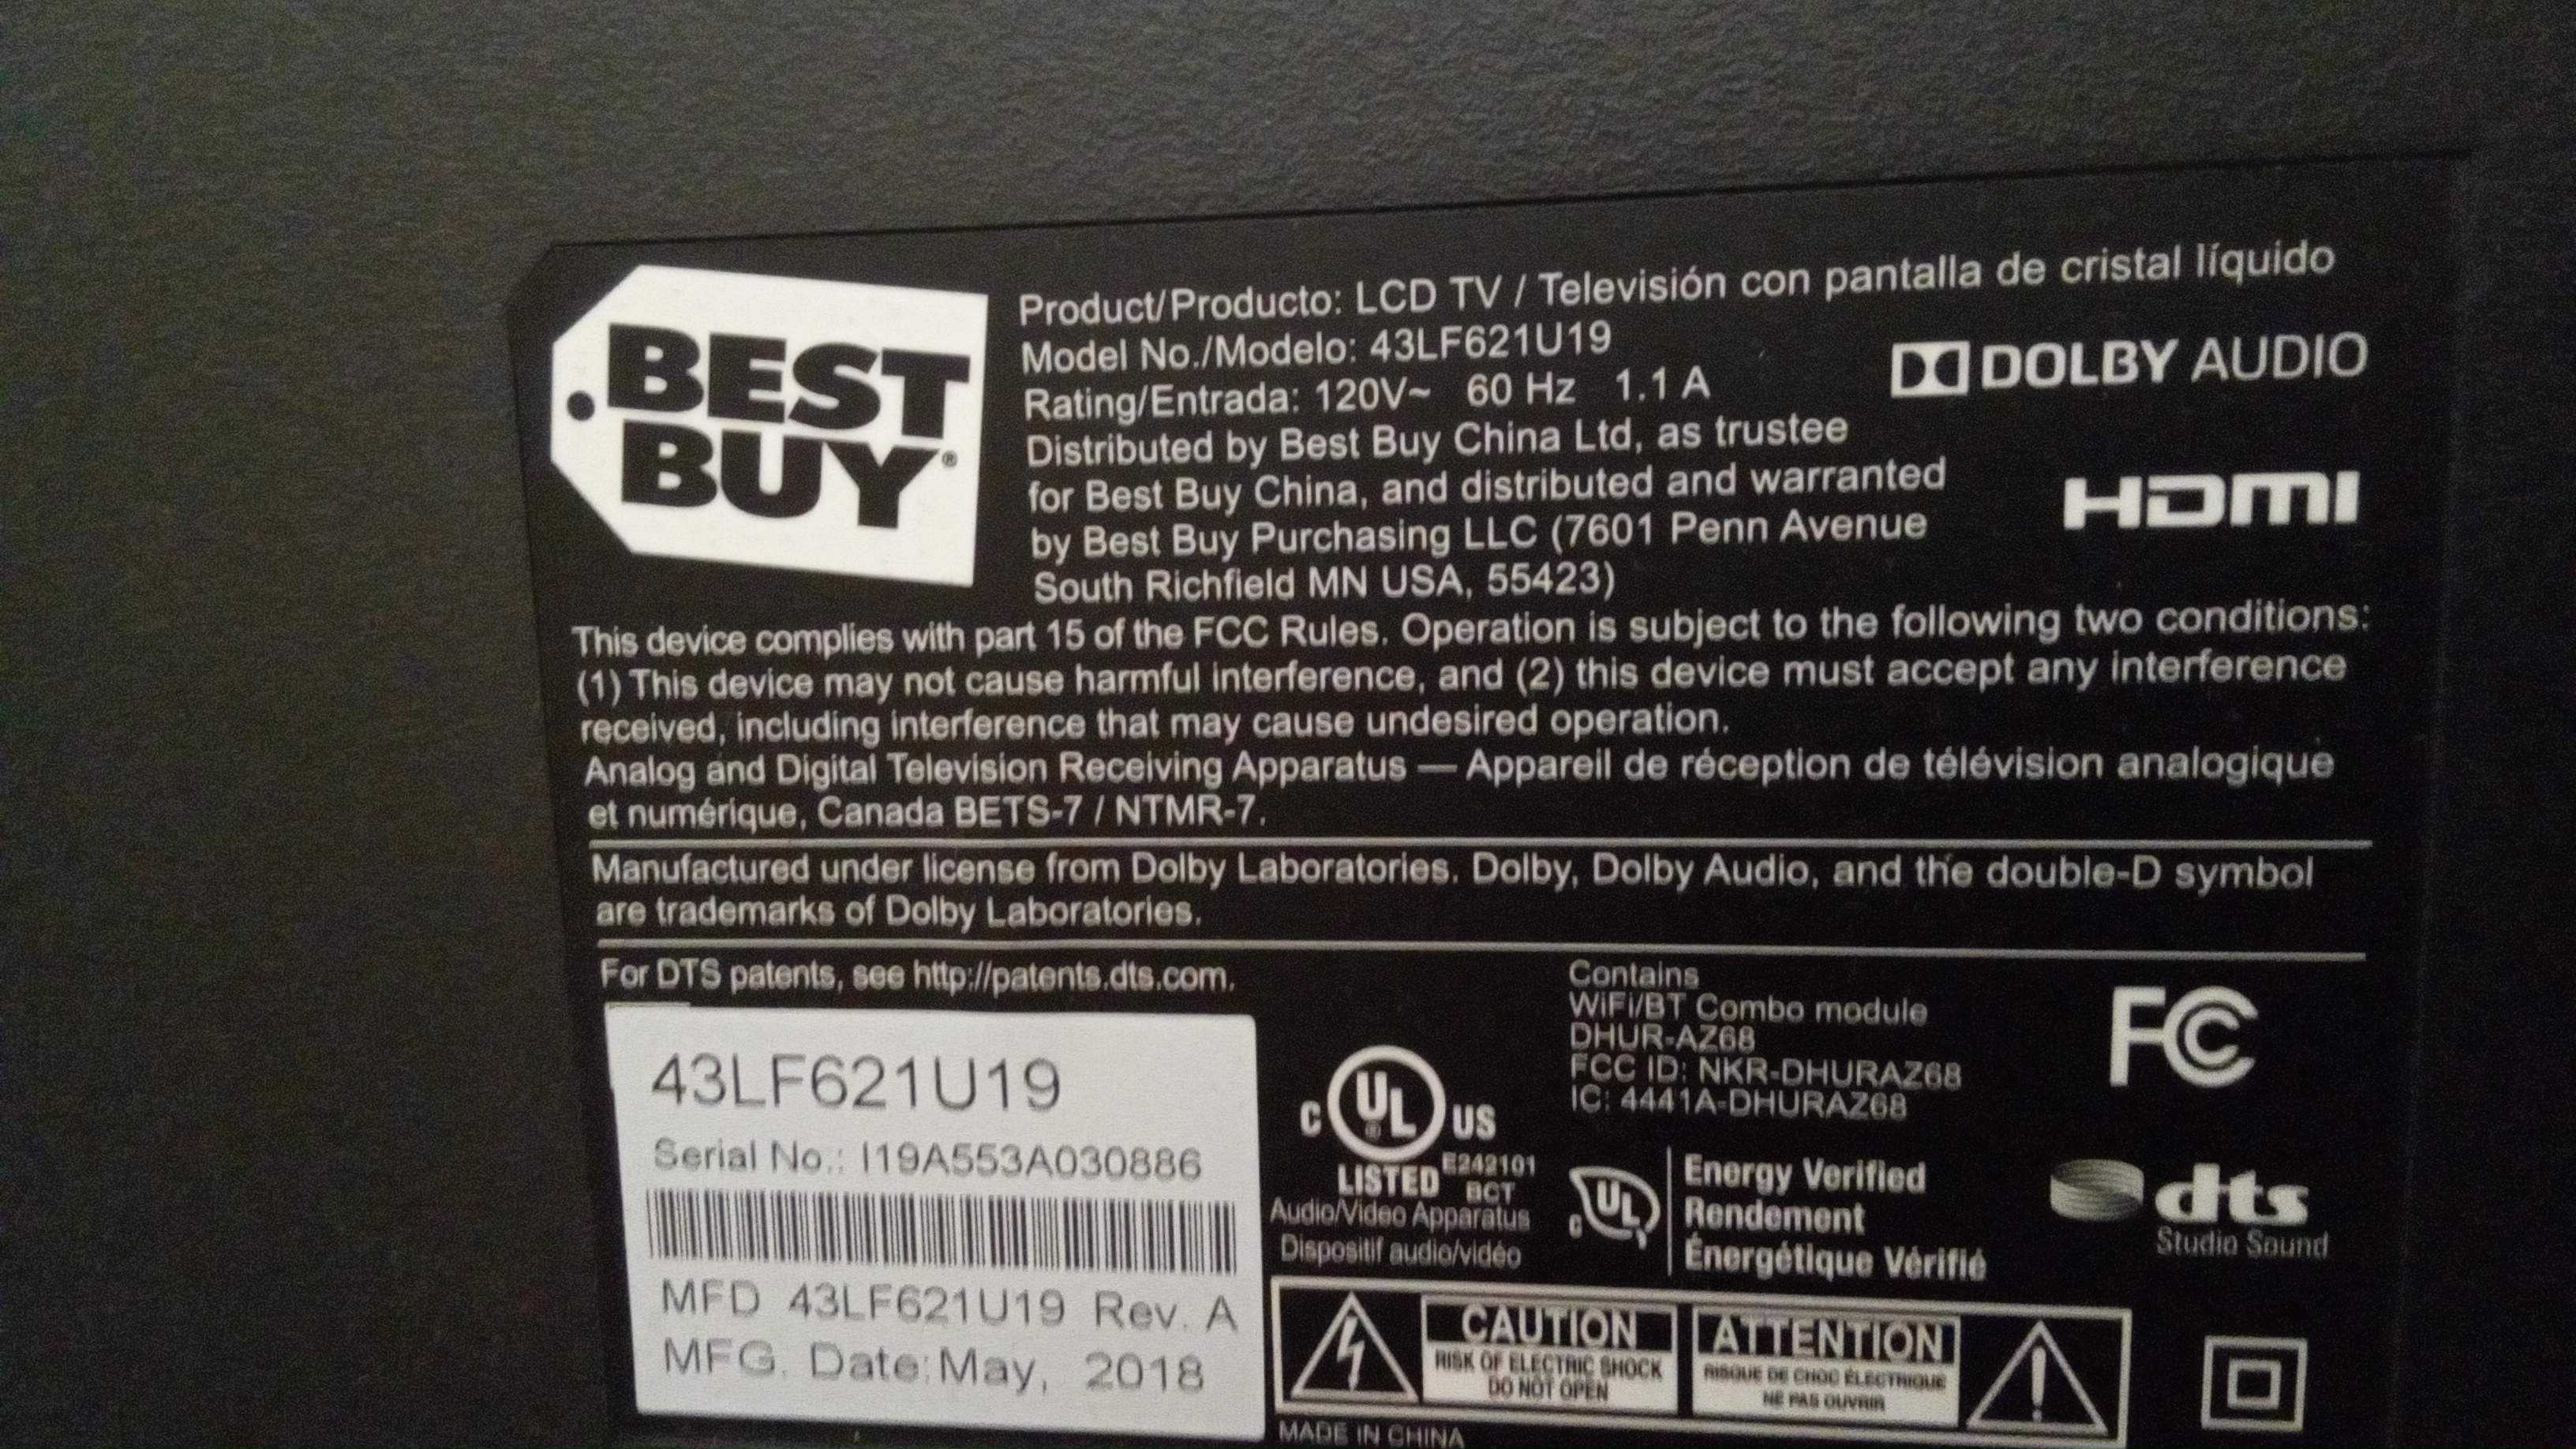 BEST
BUY®
Product/Producto: LCD TV / Televisión con pantalla de cristal líquido
Model No./Modelo: 43LF621U19
Rating/Entrada: 120V~ 60 Hz 1.1 A
Distributed by Best Buy China Ltd, as trustee
for Best Buy China, and distributed and warranted
by Best Buy Purchasing LLC (7601 Penn Avenue
South Richfield MN USA, 55423)
DOLBY AUDIO
HDMI
This device complies with part 15 of the FCC Rules. Operation is subject to the following two conditions:
(1) This device may not cause harmful interference, and (2) this device must accept any interference
received, including interference that may cause undesired operation.
Analog and Digital Television Receiving Apparatus — Appareil de réception de télévision analogique
et numérique, Canada BETS-7 / NTMR-7.
Manufactured under license from Dolby Laboratories. Dolby, Dolby Audio, and the double-D symbol
are trademarks of Dolby Laboratories.
For DTS patents, see http://patents.dts.com.
43LF621U19
Serial No.: I19A553A030886
MFD 43LF621U19 Rev. A
MFG. Date:May, 2018
C UL® US
LISTED E242101
BCT
Audio/Video Apparatus
Dispositif audio/vidéo
Contains
WiFi/BT Combo module
DHUR-AZ68
FCC ID: NKR-DHURAZ68
IC: 4441A-DHURAZ68
FC
c UL
Energy Verified
Rendement
Énergétique Vérifié
dts
Studio Sound
CAUTION
RISK OF ELECTRIC SHOCK
DO NOT OPEN
ATTENTION
RISQUE DE CHOC ÉLECTRIQUE
NE PAS OUVRIR
MADE IN CHINA